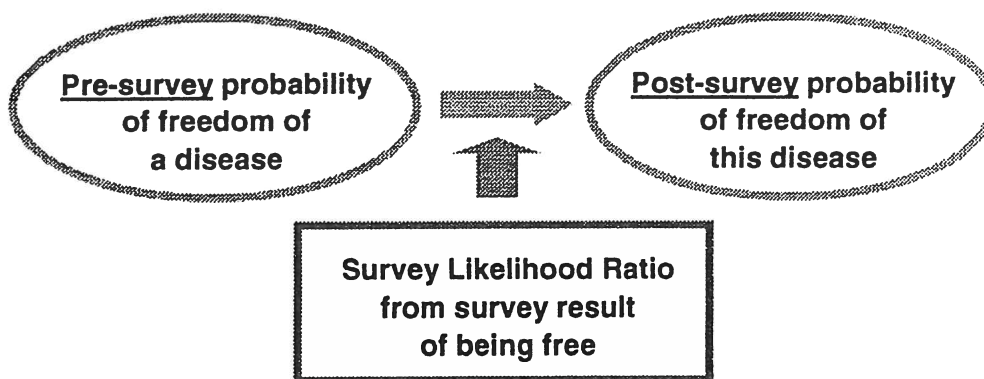 Pre-survey probability
of freedom of
a disease
Post-survey probability
of freedom of
this disease
Survey Likelihood Ratio
from survey result
of being free